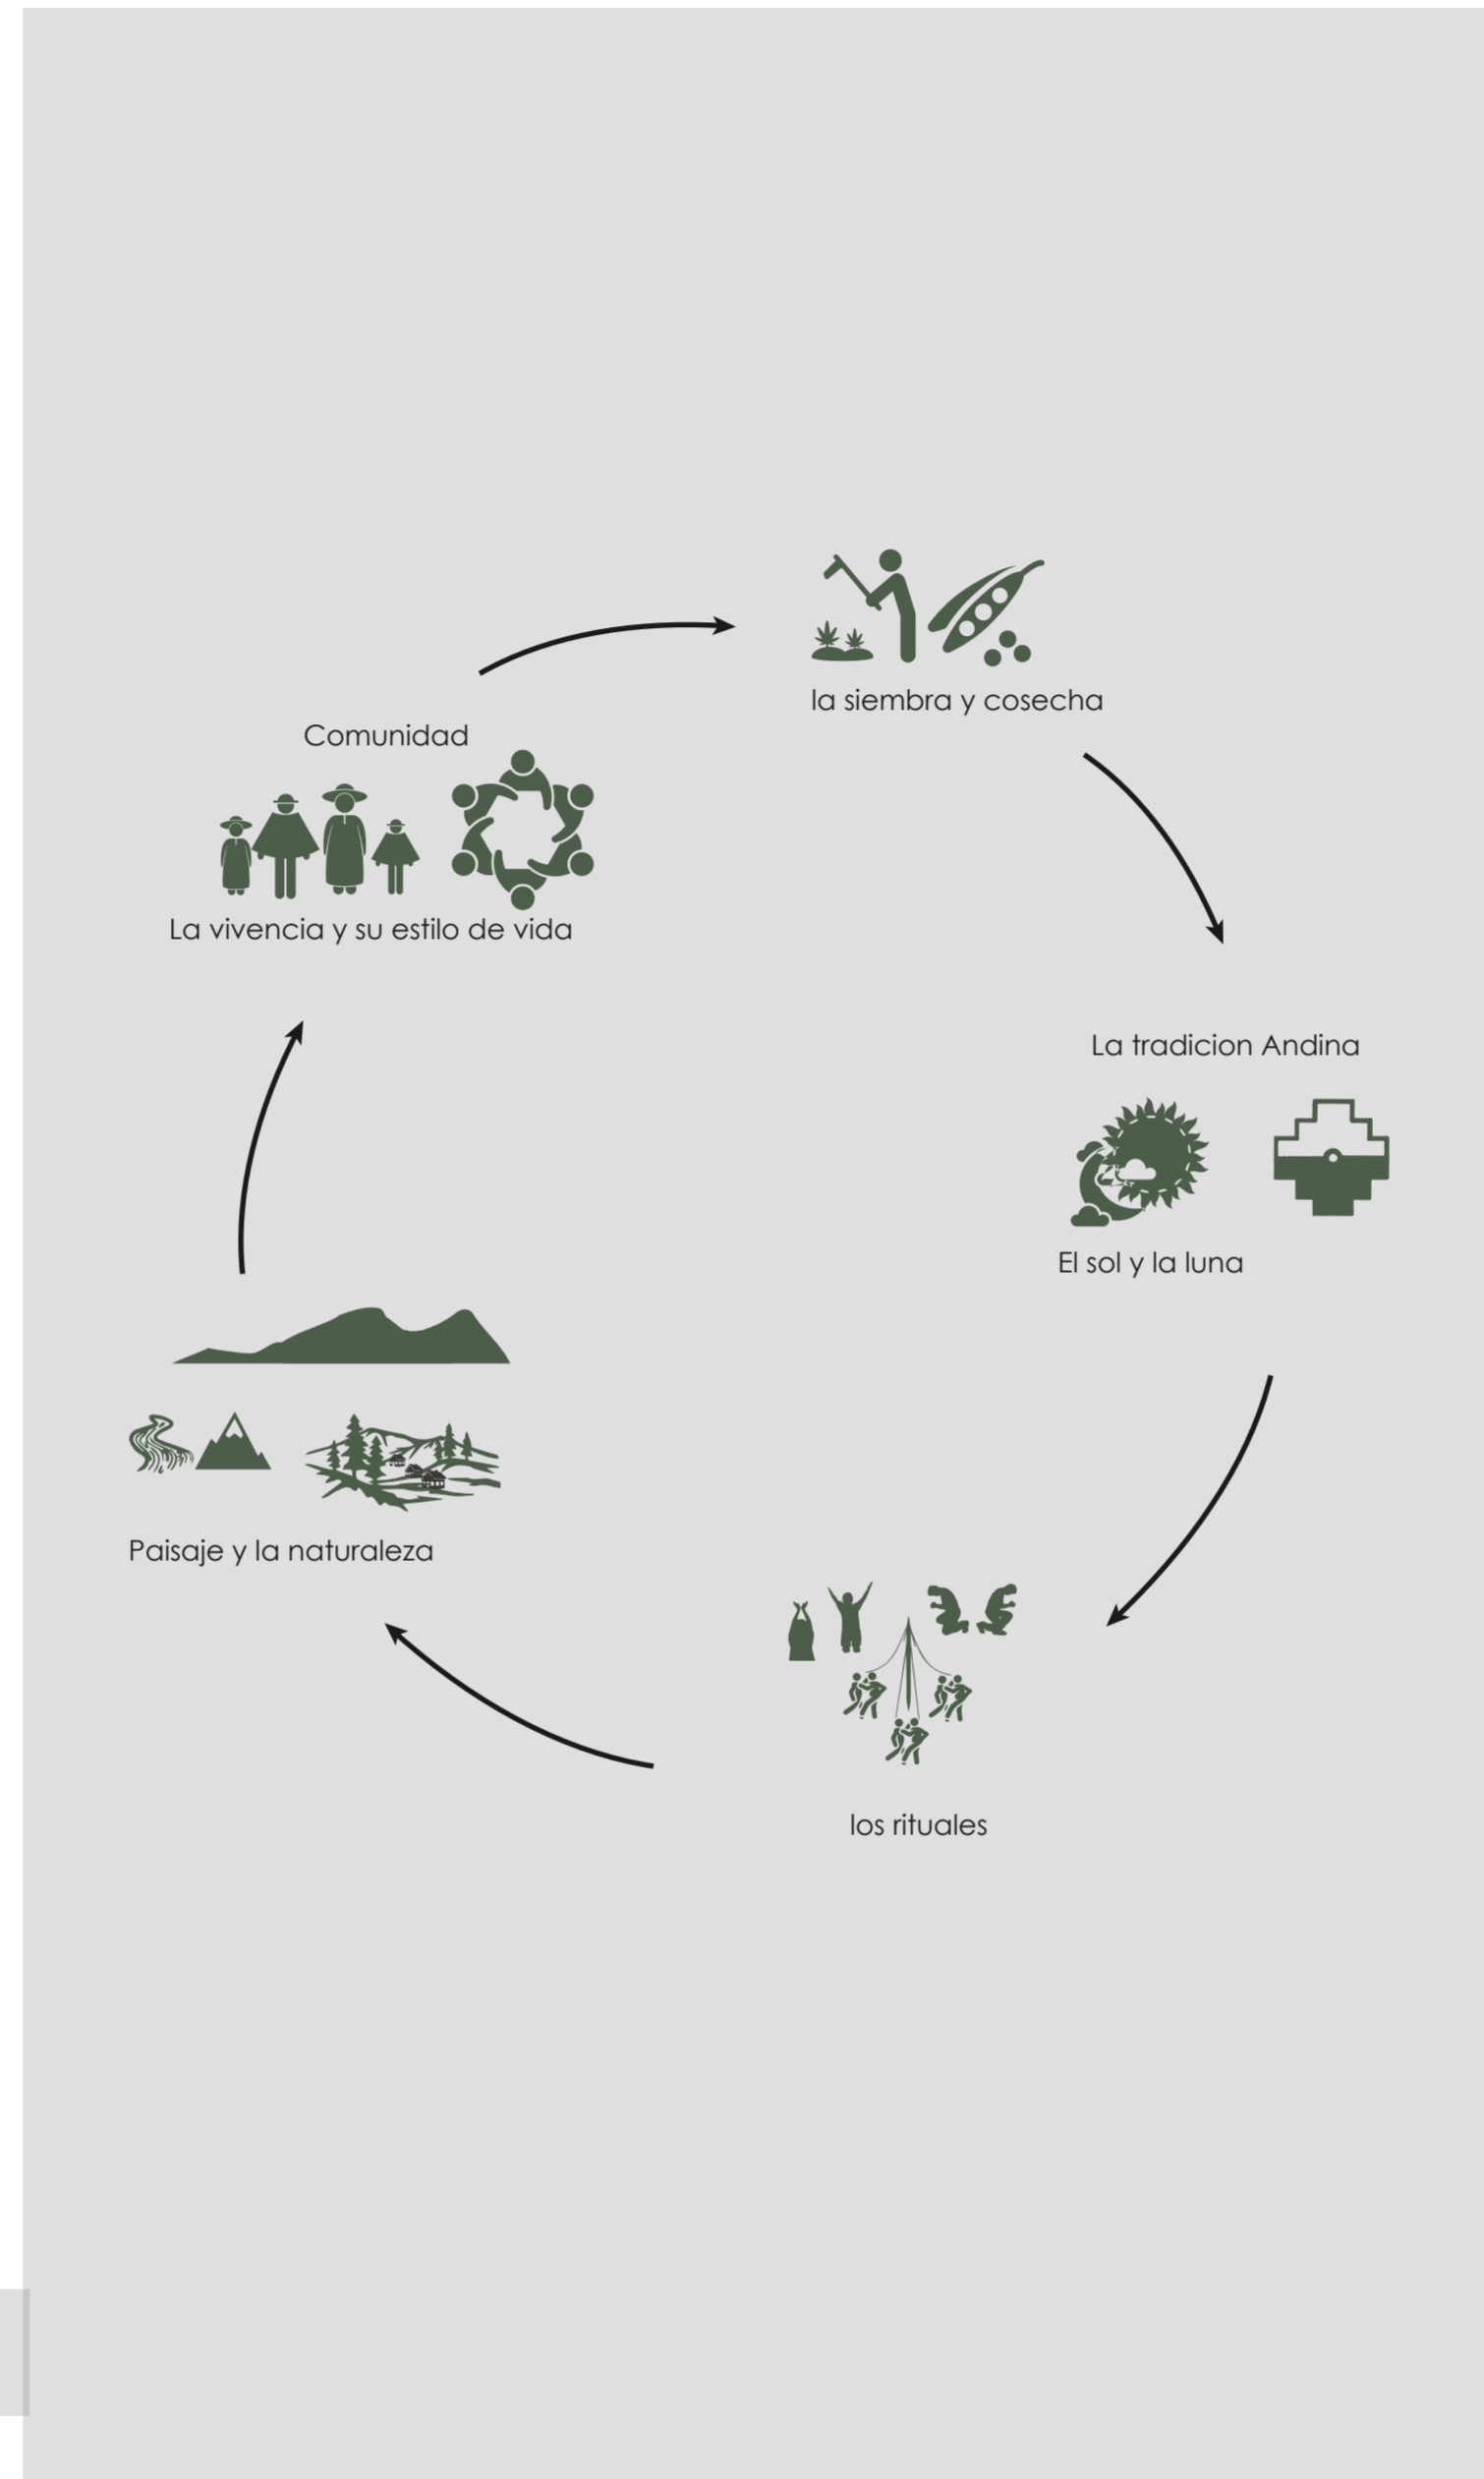 la siembra y cosecha
Comunidad
La vivencia y su estilo de vida
La tradicion Andina
El sol y la luna
Paisaje y la naturaleza
los rituales